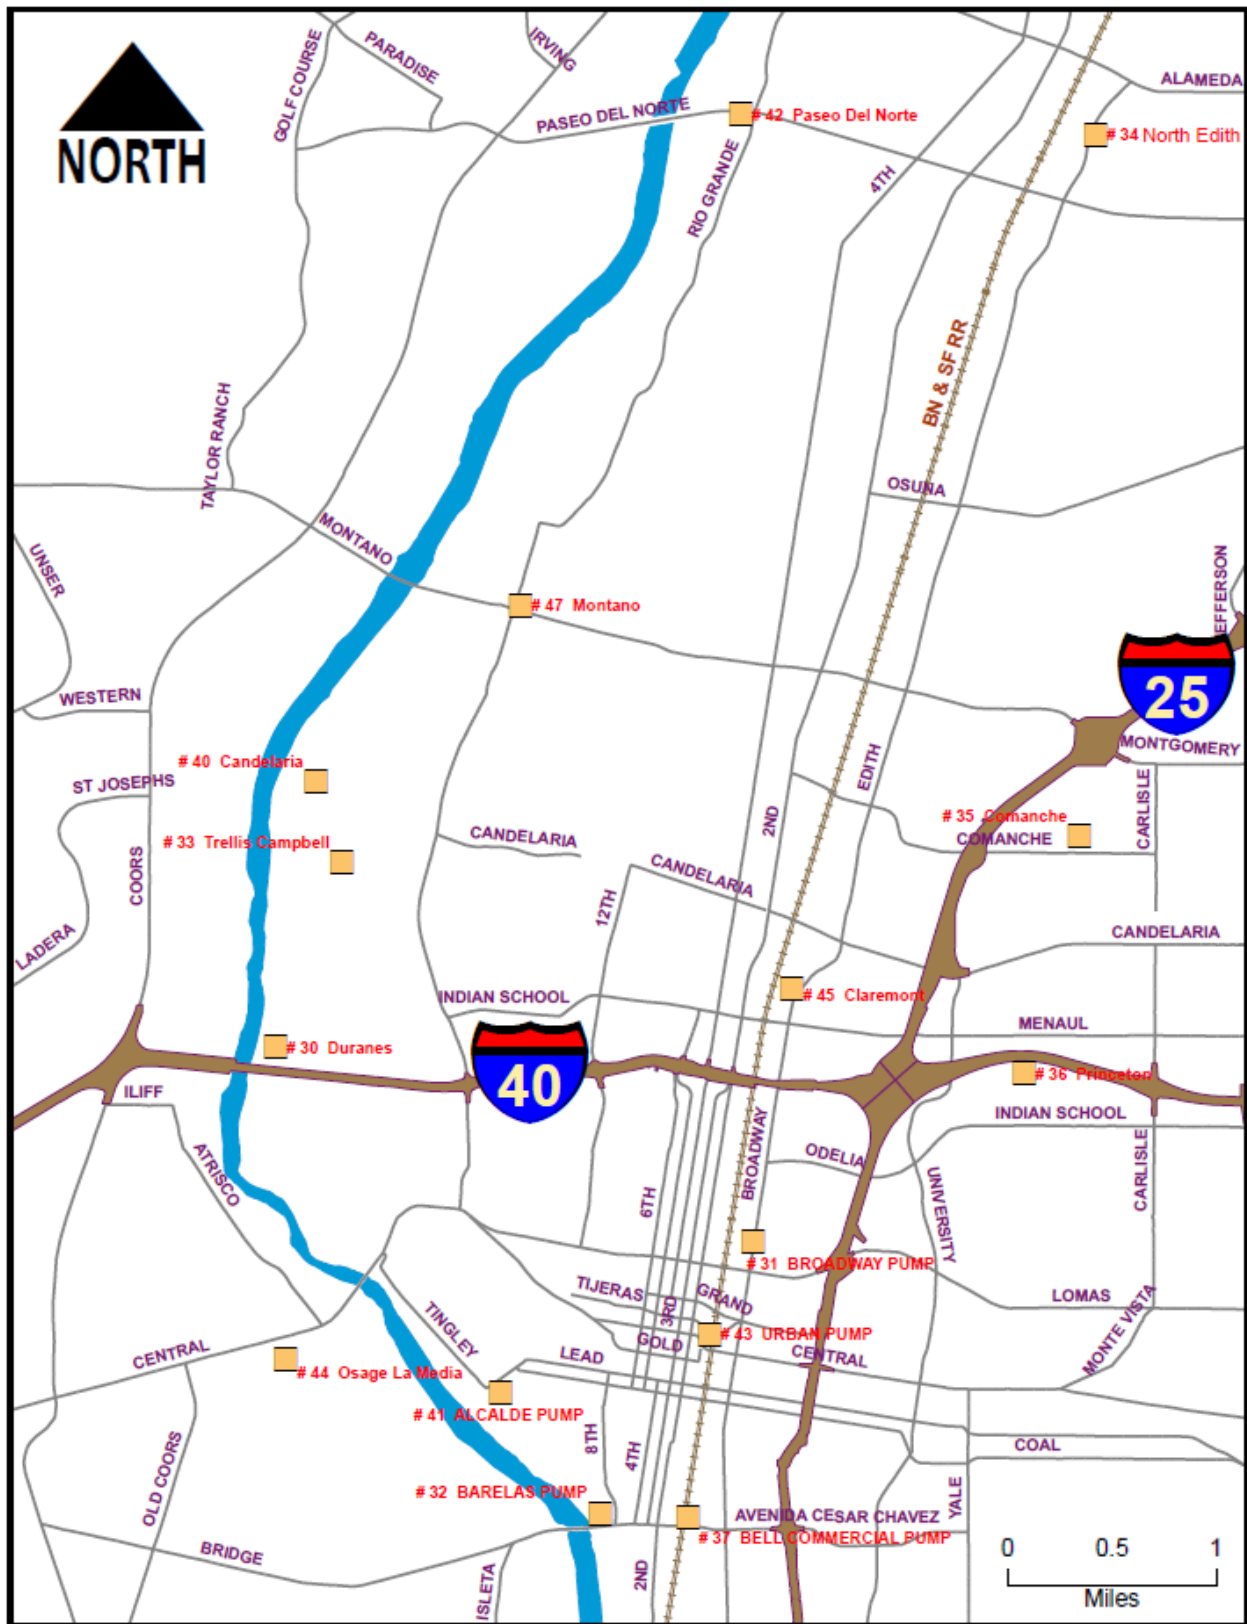 IRVING
PARADISE
GOLF COURSE
ALAMEDA
NORTH
PASEO DEL NORTE
# 42 Paseo Del Norte
# 34 North Edith
4TH
RIO GRANDE
BN & SF RR
TAYLOR RANCH
OSUNA
MONTANO
UNSER
JEFFERSON
# 47 Montano
25
WESTERN
MONTGOMERY
# 40 Candelaria
ST JOSEPHS
EDITH
CARLISLE
2ND
# 35 Comanche
COMANCHE
# 33 Trellis Campbell
CANDELARIA
CANDELARIA
COORS
12TH
LADERA
CANDELARIA
INDIAN SCHOOL
# 45 Claremont
MENAUL
# 30 Duranes
40
# 36 Princeton
ILIFF
INDIAN SCHOOL
BROADWAY
ODELIA
ATRISCO
6TH
UNIVERSITY
CARLISLE
# 31 BROADWAY PUMP
TIJERAS
GRAND
LOMAS
3RD
TINGLEY
# 43 URBAN PUMP
GOLD
MONTE VISTA
CENTRAL
LEAD
CENTRAL
# 44 Osage La Media
# 41 ALCALDE PUMP
8TH
4TH
COAL
OLD COORS
# 32 BARELAS PUMP
YALE
AVENIDA CESAR CHAVEZ
# 37 BELL COMMERCIAL PUMP
BRIDGE
ISLETA
2ND
0 0.5 1
Miles